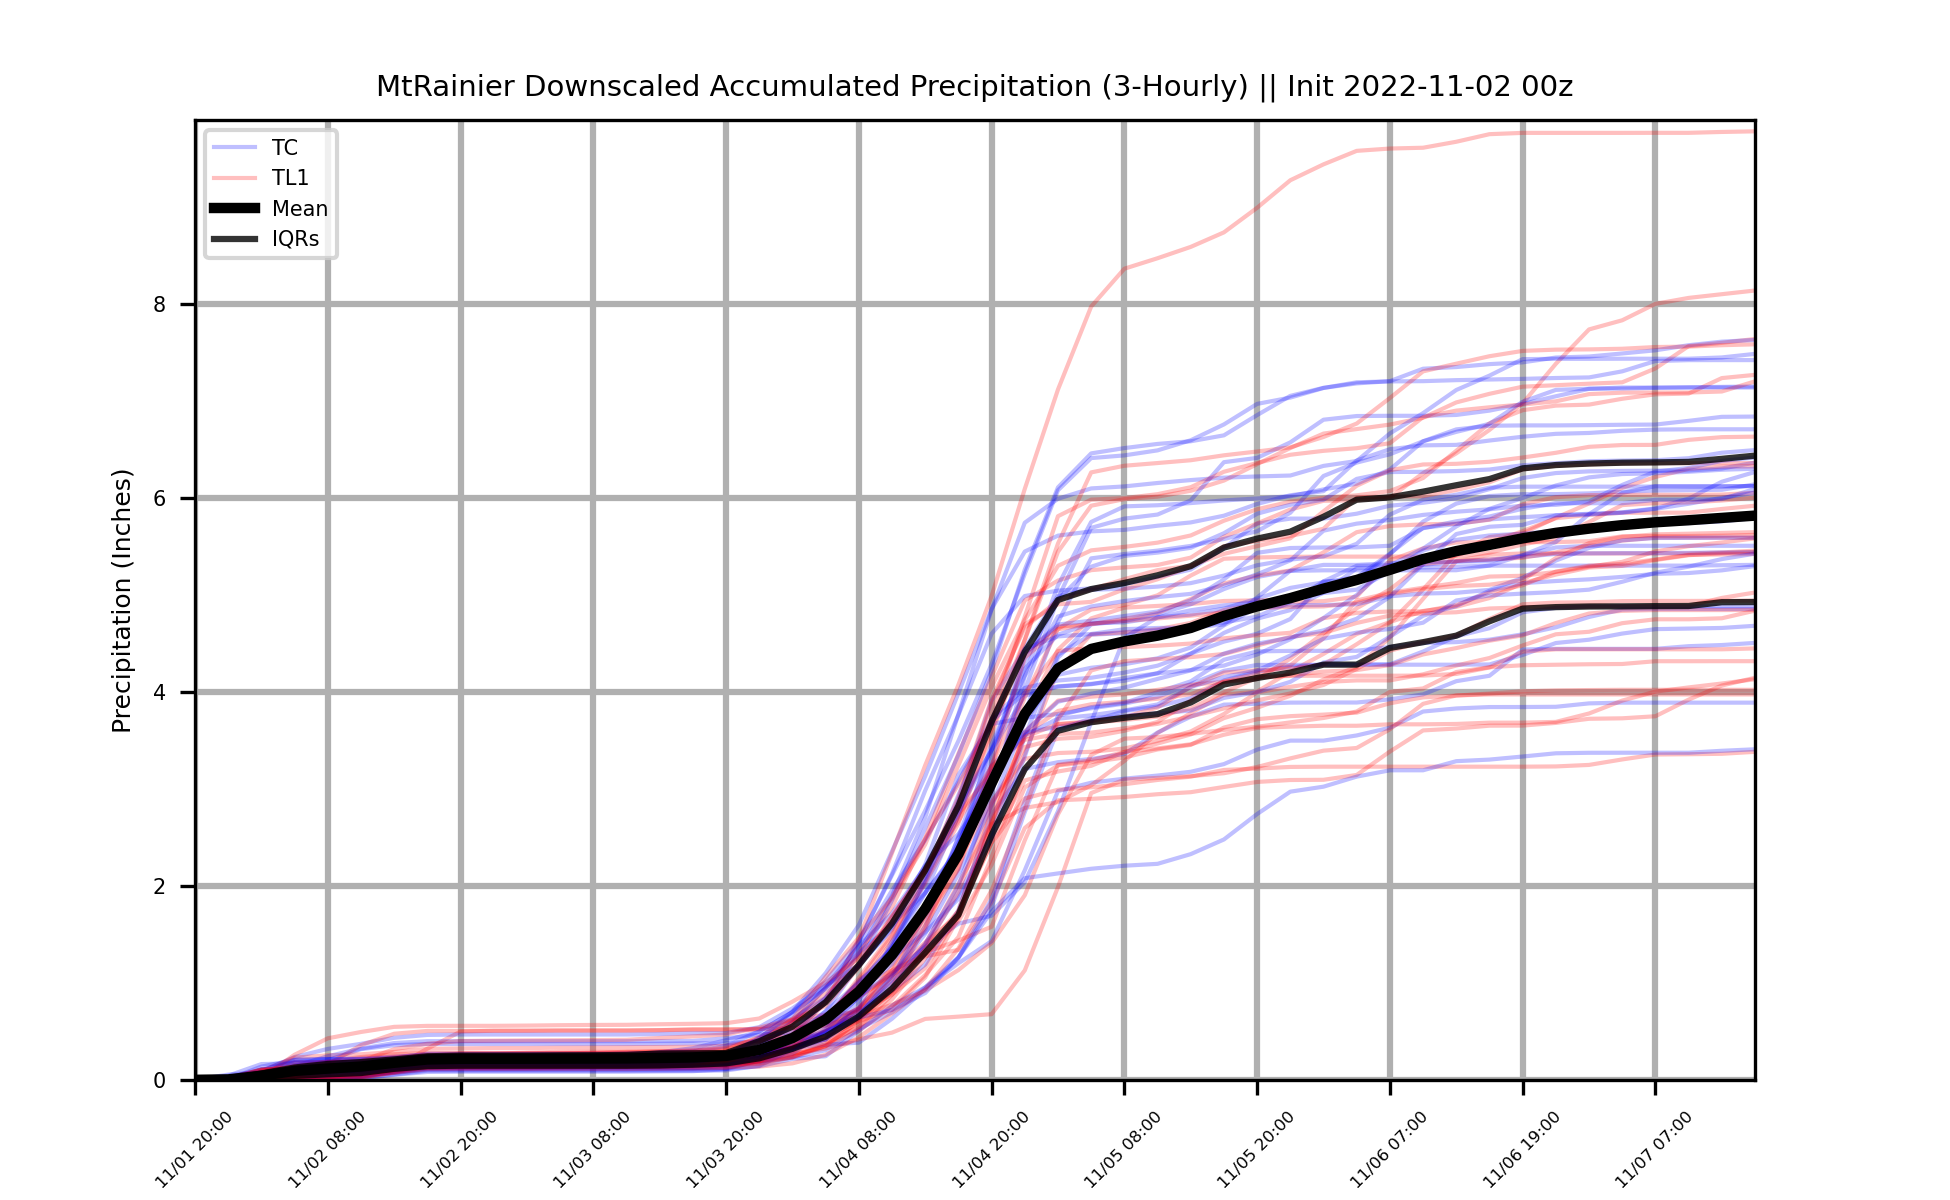 MtRainier Downscaled Accumulated Precipitation (3-Hourly) || Init 2022-11-02 00z
TC
TL1
Mean
IQRs
Precipitation (Inches)
8
6
4
2
0
11/01 20:00
11/02 08:00
11/02 20:00
11/03 08:00
11/03 20:00
11/04 08:00
11/04 20:00
11/05 08:00
11/05 20:00
11/06 07:00
11/06 19:00
11/07 07:00